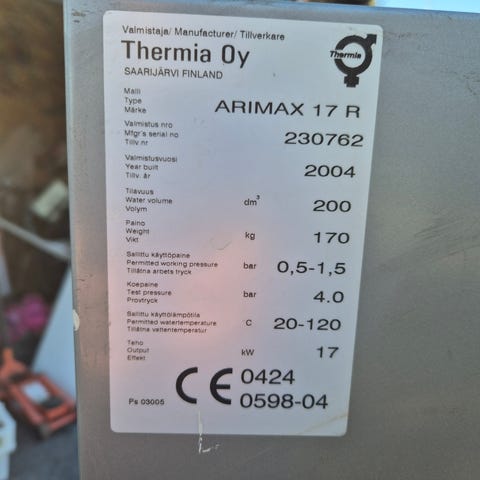 Valmistaja/ Manufacturer/ Tillverkare
Thermia Oy
SAARIJÄRVI FINLAND
Thermia
Malli
Type
Märke
ARIMAX 17 R
Valmistus nro
Mfgr's serial no
Tillv.nr
230762
Valmistusvuosi
Year built
Tillv. år
2004
Tilavuus
Water volume
Volym
dm³
200
Paino
Weight
Vikt
kg
170
Sallittu käyttöpaine
Permitted working pressure
Tillåtna arbets tryck
bar
0,5-1,5
Koepaine
Test pressure
Provtryck
bar
4.0
Sallittu käyttölämpötila
Permitted watertemperature
Tillåtna vattentemperatur
C
20-120
Teho
Output
Effekt
kW
17
CE 0424
0598-04
Ps 03005